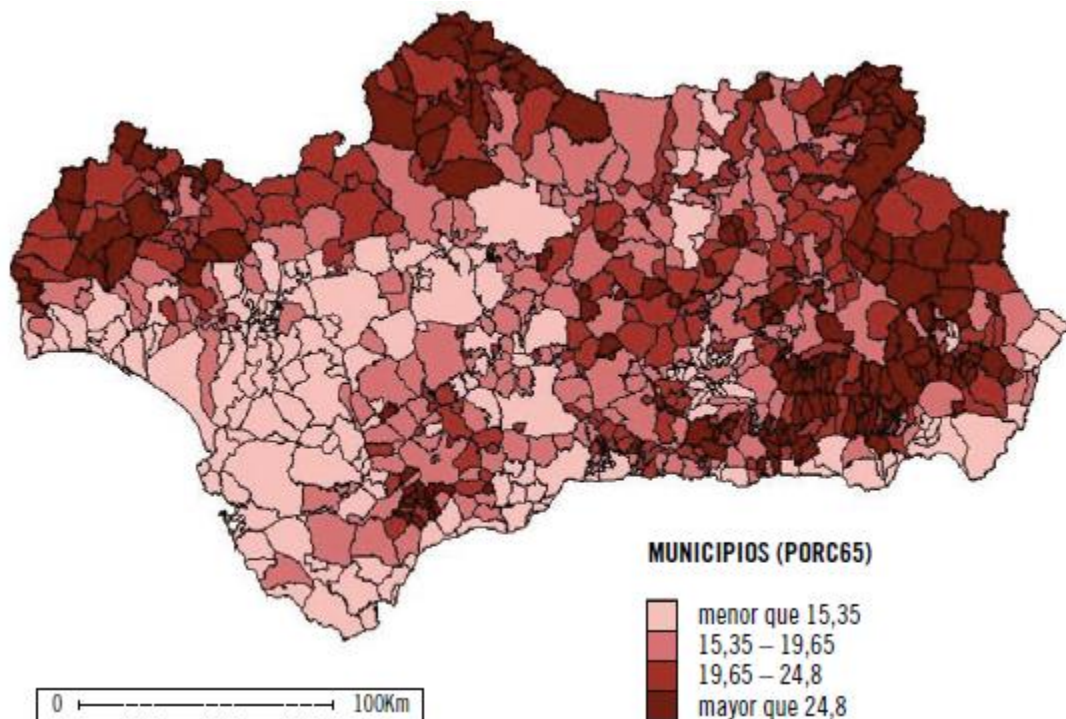 MUNICIPIOS (PORC65)
menor que 15,35
15,35 – 19,65
19,65 – 24,8
mayor que 24,8
0 100Km